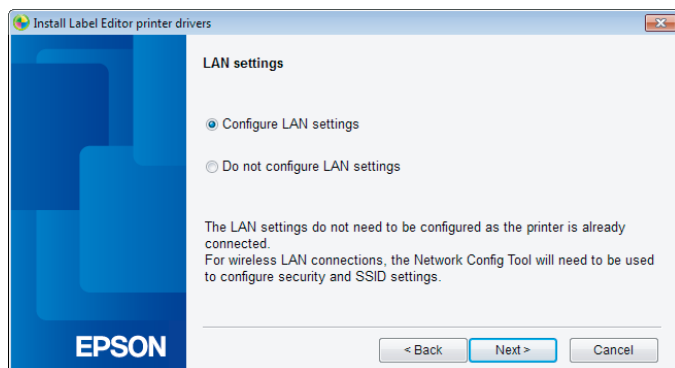 Install Label Editor printer drivers
LAN settings
Configure LAN settings
Do not configure LAN settings
The LAN settings do not need to be configured as the printer is already
connected.
For wireless LAN connections, the Network Config Tool will need to be used
to configure security and SSID settings.
EPSON
< Back
Next >
Cancel